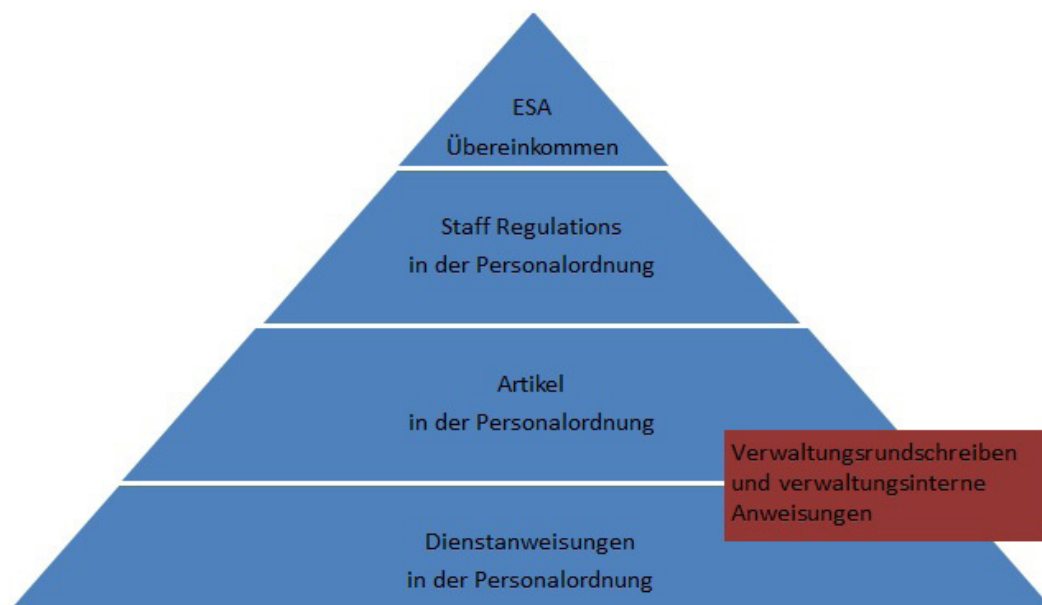 ESA
Übereinkommen
Staff Regulations
in der Personalordnung
Artikel
in der Personalordnung
Verwaltungsrundschreiben
und verwaltungsinterne
Anweisungen
Dienstanweisungen
in der Personalordnung